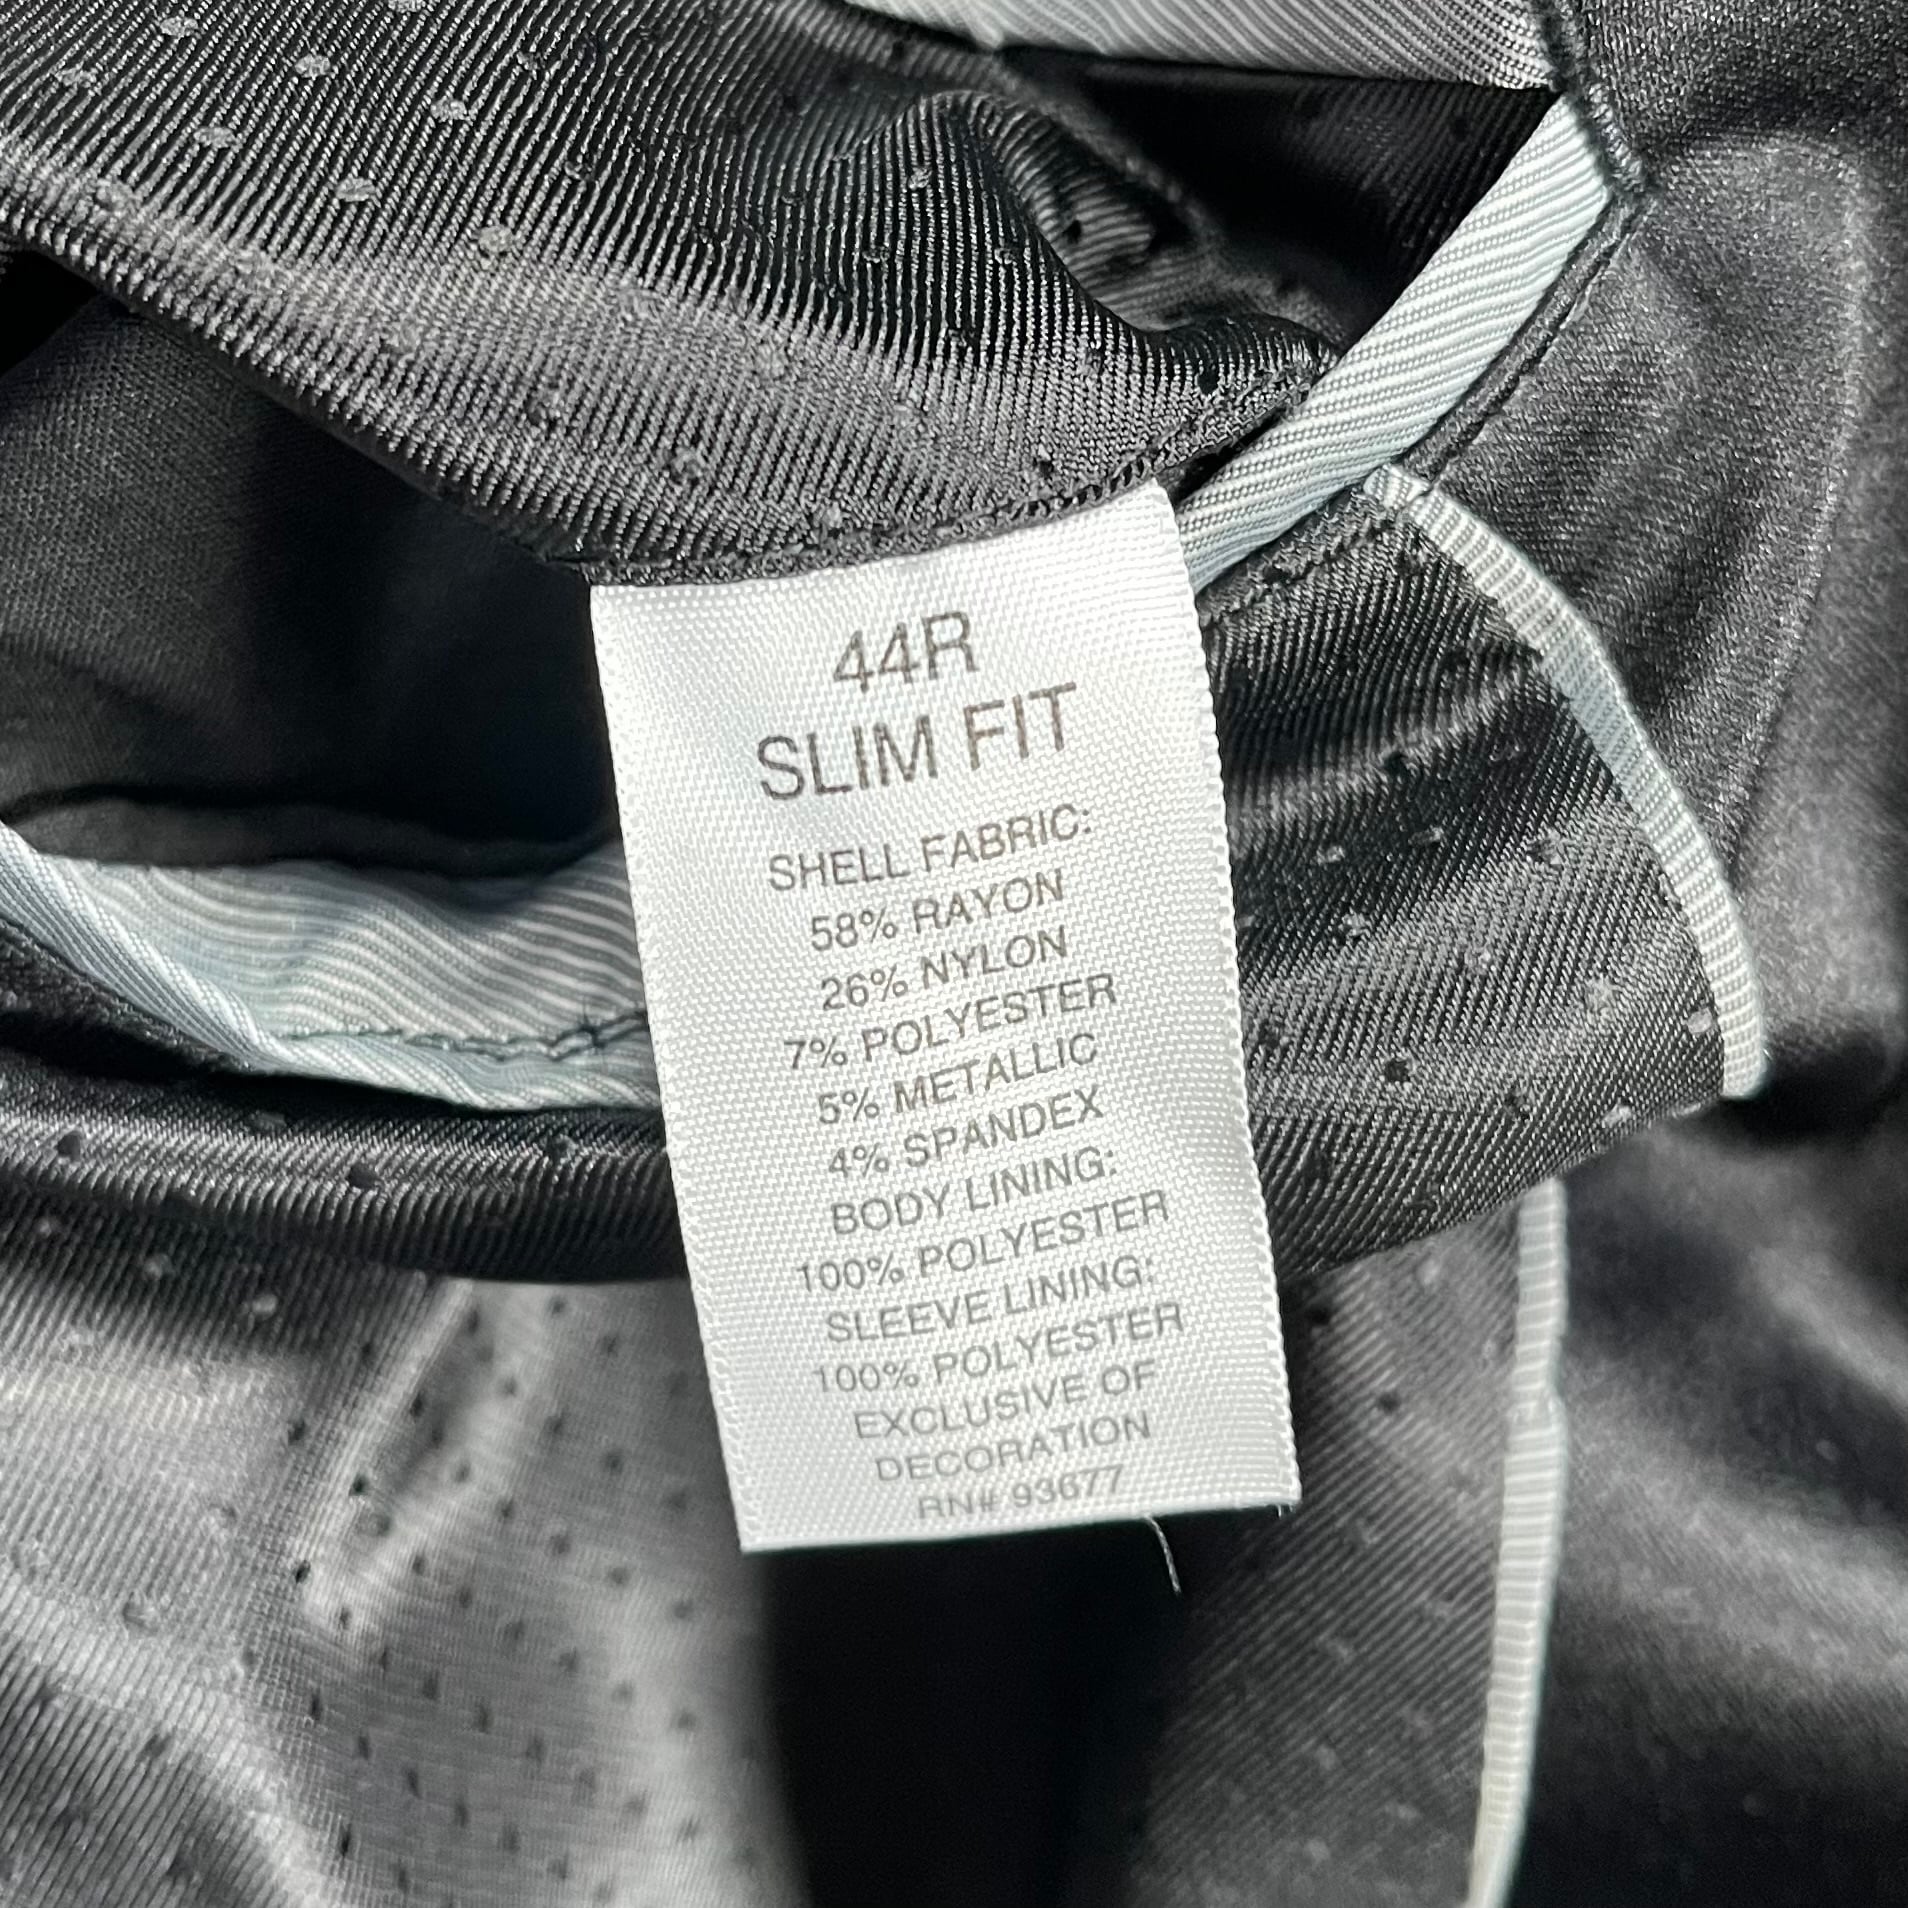 44R
SLIM FIT
SHELL FABRIC:
58% RAYON
26% NYLON
7% POLYESTER
5% METALLIC
4% SPANDEX
BODY LINING:
100% POLYESTER
SLEEVE LINING:
100% POLYESTER
EXCLUSIVE OF
DECORATION
RN# 93677